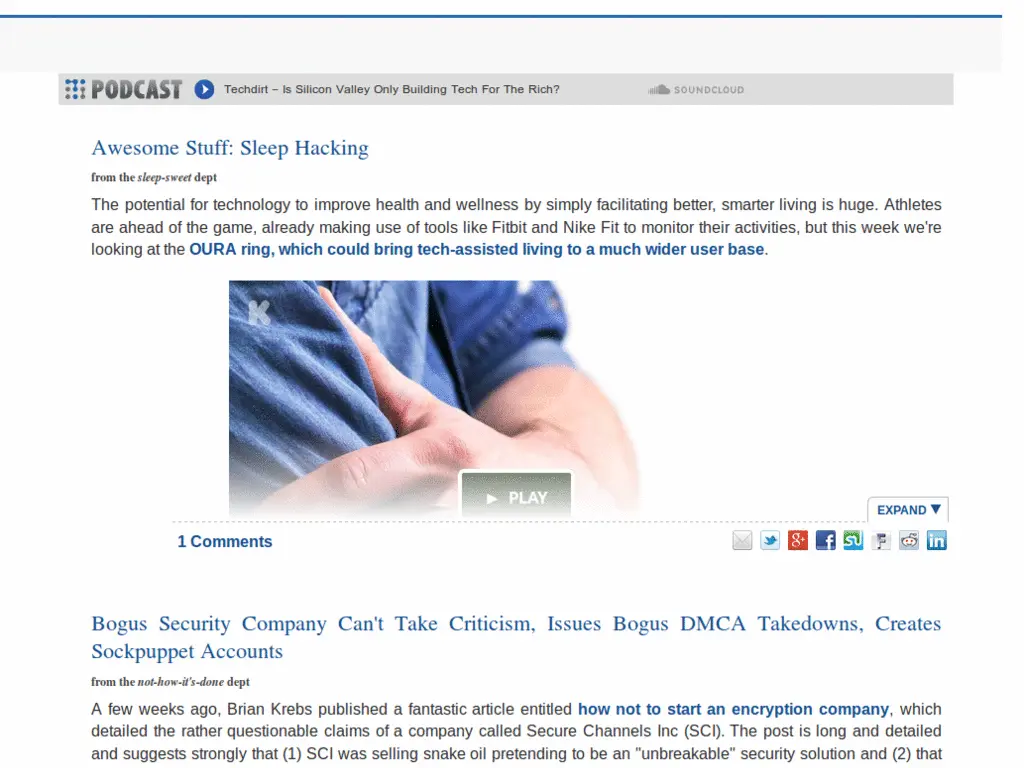 PODCAST Techdirt – Is Silicon Valley Only Building Tech For The Rich? SOUNDCLOUD
Awesome Stuff: Sleep Hacking
from the sleep-sweet dept
The potential for technology to improve health and wellness by simply facilitating better, smarter living is huge. Athletes
are ahead of the game, already making use of tools like Fitbit and Nike Fit to monitor their activities, but this week we're
looking at the OURA ring, which could bring tech-assisted living to a much wider user base.
K
PLAY
EXPAND ▼
1 Comments
Bogus Security Company Can't Take Criticism, Issues Bogus DMCA Takedowns, Creates
Sockpuppet Accounts
from the not-how-it's-done dept
A few weeks ago, Brian Krebs published a fantastic article entitled how not to start an encryption company, which
detailed the rather questionable claims of a company called Secure Channels Inc (SCI). The post is long and detailed
and suggests strongly that (1) SCI was selling snake oil pretending to be an "unbreakable" security solution and (2) that